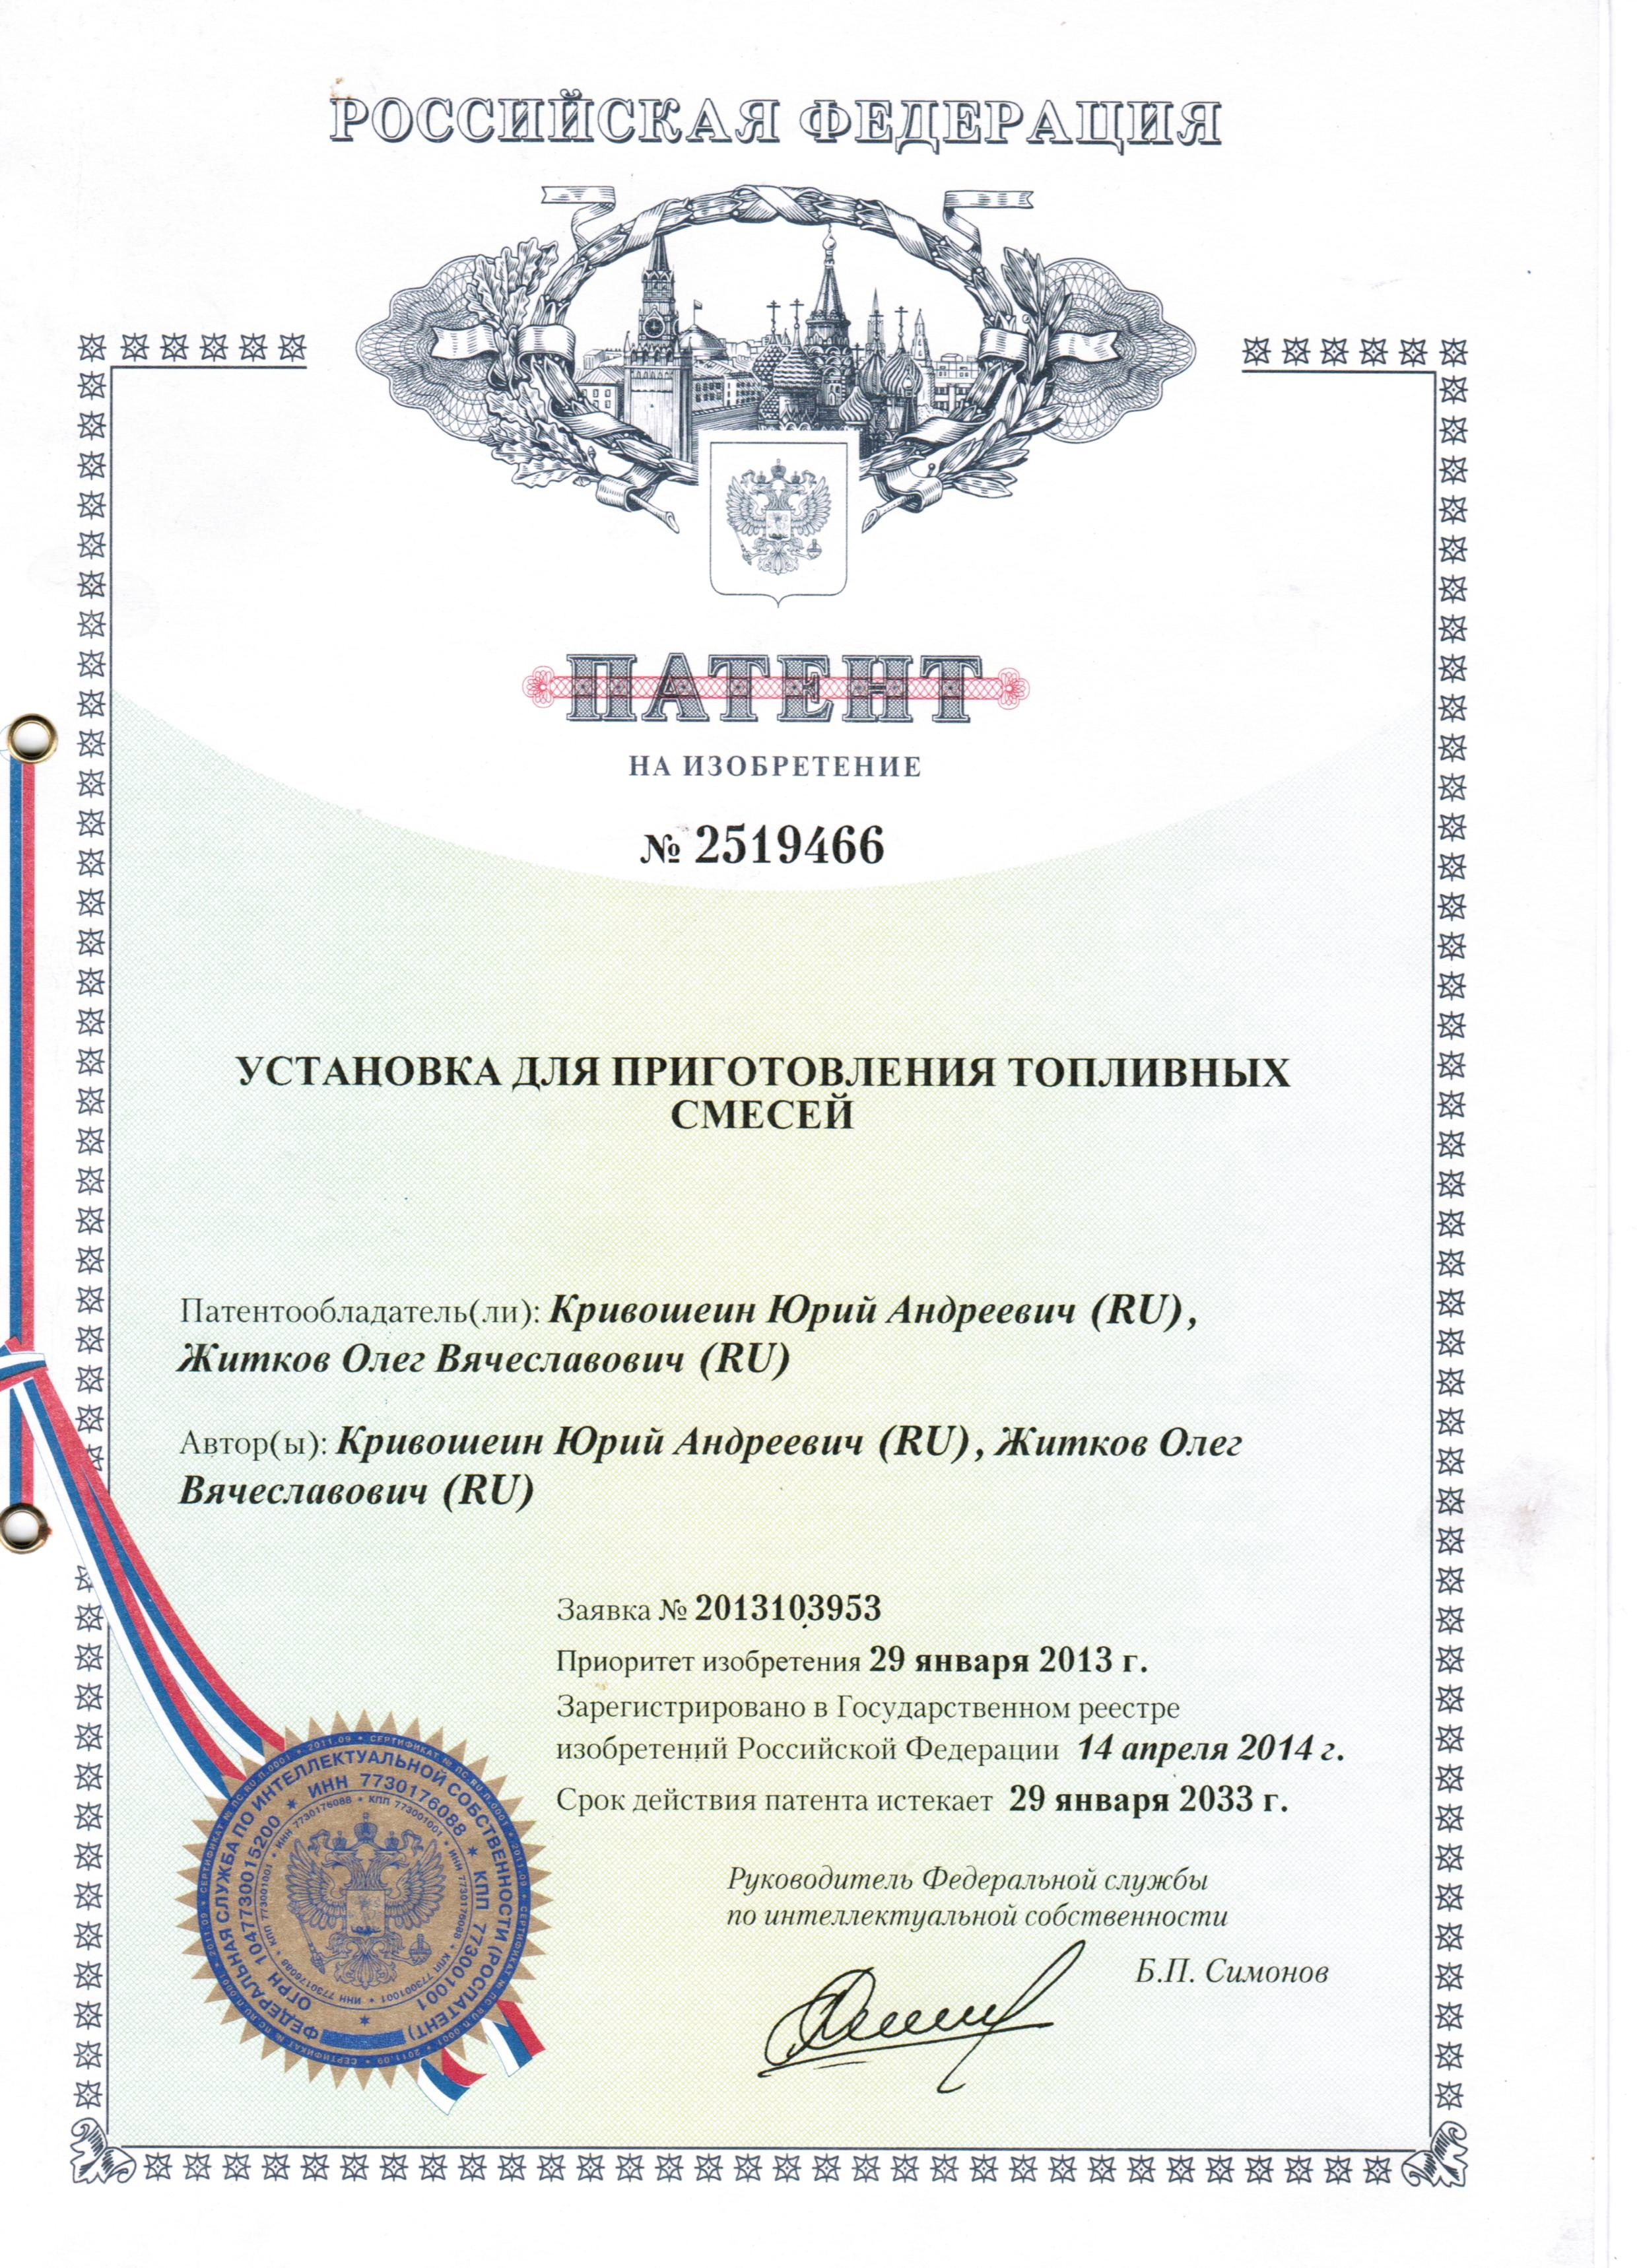 РОССИЙСКАЯ ФЕДЕРАЦИЯ
ПАТЕНТ
НА ИЗОБРЕТЕНИЕ
№ 2519466
УСТАНОВКА ДЛЯ ПРИГОТОВЛЕНИЯ ТОПЛИВНЫХ
СМЕСЕЙ
Патентообладатель(ли): Кривошеин Юрий Андреевич (RU),
Житков Олег Вячеславович (RU)
Автор(ы): Кривошеин Юрий Андреевич (RU), Житков Олег
Вячеславович (RU)
Заявка № 2013103953
Приоритет изобретения 29 января 2013 г.
Зарегистрировано в Государственном реестре
изобретений Российской Федерации 14 апреля 2014 г.
Срок действия патента истекает 29 января 2033 г.
Руководитель Федеральной службы
по интеллектуальной собственности
Б.П. Симонов
ФЕДЕРАЛЬНАЯ СЛУЖБА ПО ИНТЕЛЛЕКТУАЛЬНОЙ СОБСТВЕННОСТИ (РОСПАТЕНТ)
ОГРН 1047730015200 * ИНН 7730176088 * КПП 773001001